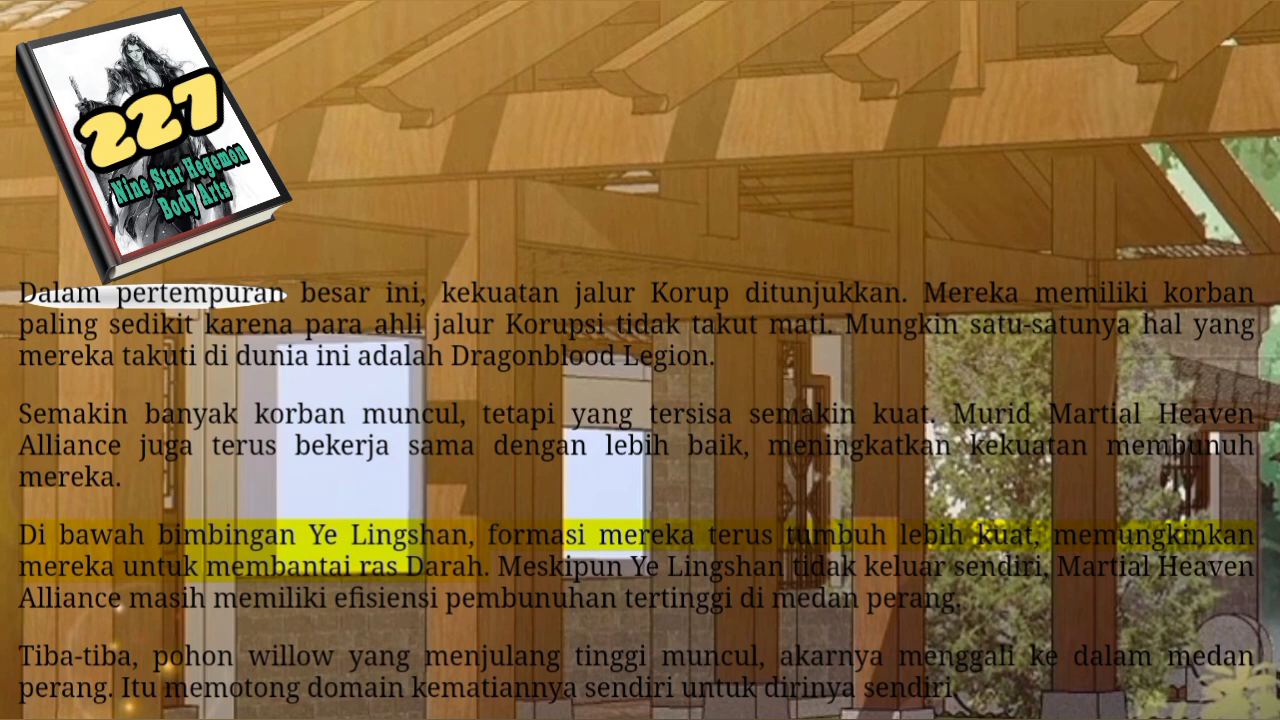 227
Nine Star Hegemon
Body Arts
Dalam pertempuran besar ini, kekuatan jalur Korup ditunjukkan. Mereka memiliki korban
paling sedikit karena para ahli jalur Korupsi tidak takut mati. Mungkin satu-satunya hal yang
mereka takuti di dunia ini adalah Dragonblood Legion.
Semakin banyak korban muncul, tetapi yang tersisa semakin kuat. Murid Martial Heaven
Alliance juga terus bekerja sama dengan lebih baik, meningkatkan kekuatan membunuh
mereka.
Di bawah bimbingan Ye Lingshan, formasi mereka terus tumbuh lebih kuat, memungkinkan
mereka untuk membantai ras Darah. Meskipun Ye Lingshan tidak keluar sendiri, Martial Heaven
Alliance masih memiliki efisiensi pembunuhan tertinggi di medan perang.
Tiba-tiba, pohon willow yang menjulang tinggi muncul, akarnya menggali ke dalam medan
perang. Itu memotong domain kematiannya sendiri untuk dirinya sendiri.